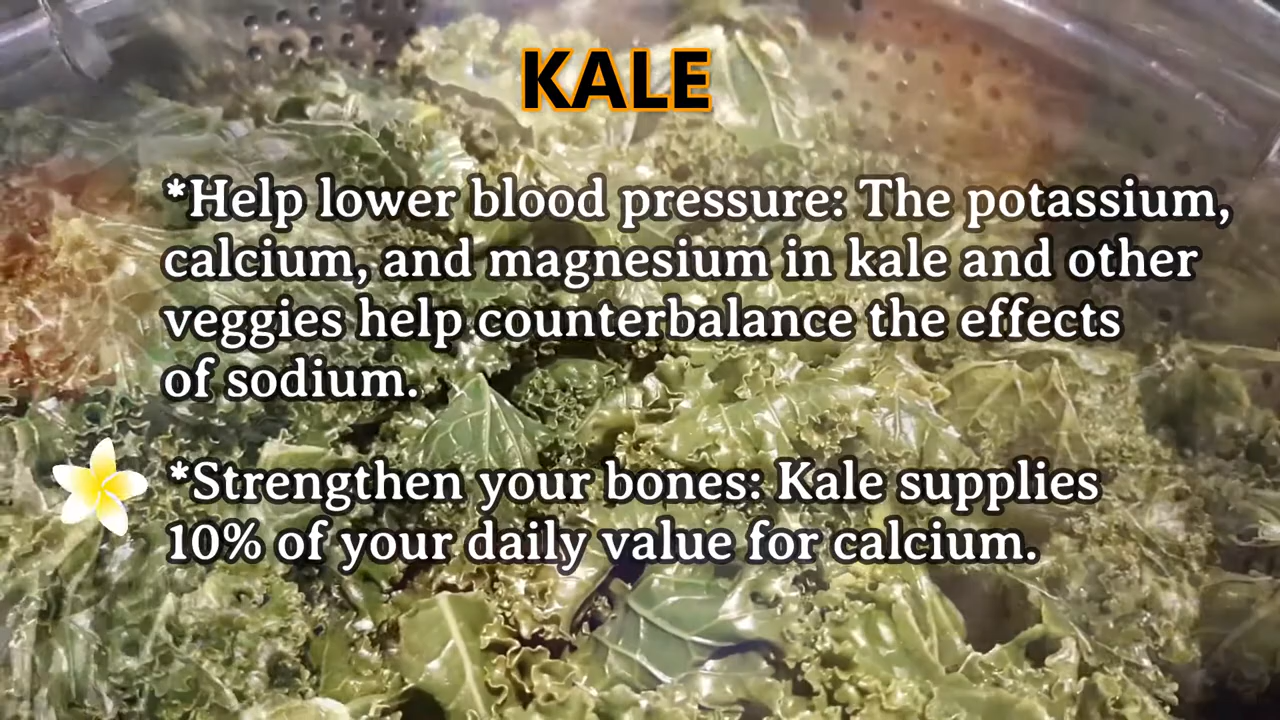 KALE
*Help lower blood pressure: The potassium,
calcium, and magnesium in kale and other
veggies help counterbalance the effects
of sodium.
*Strengthen your bones: Kale supplies
10% of your daily value for calcium.